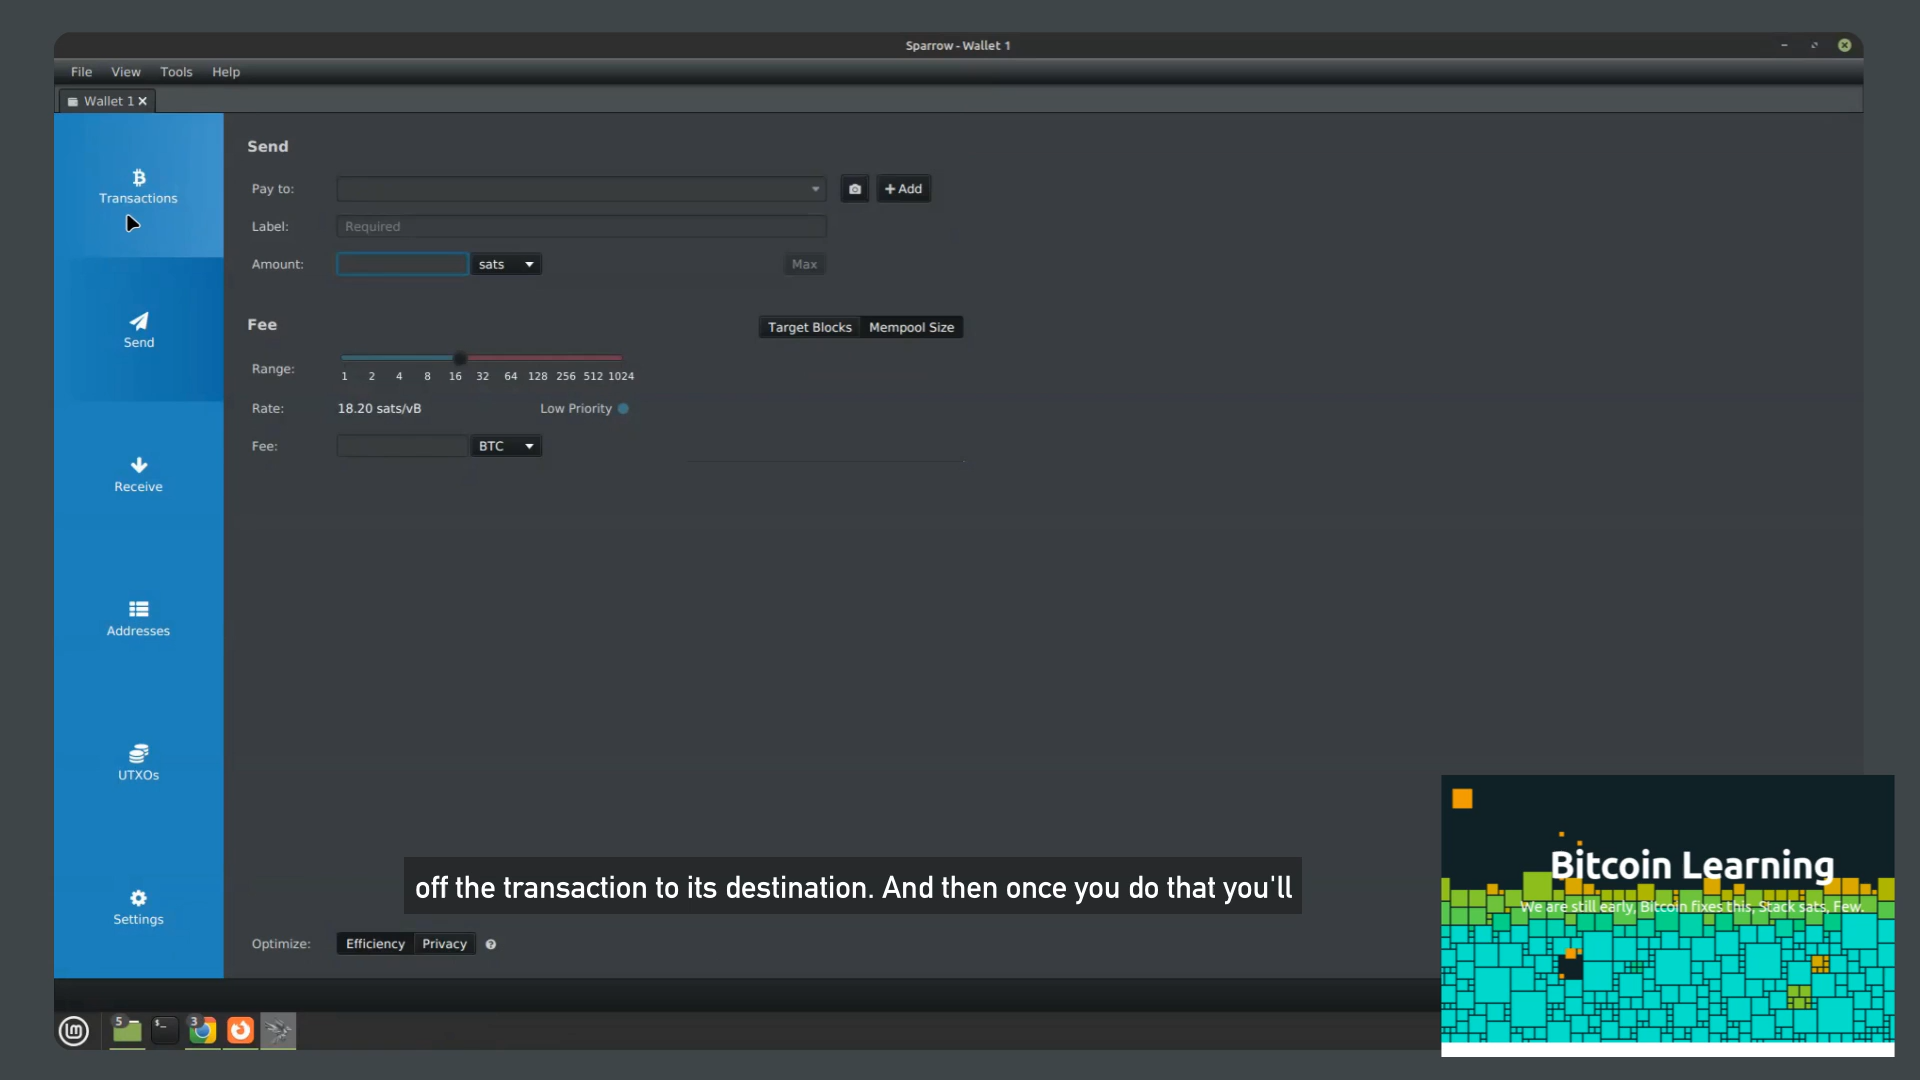 Sparrow - Wallet 1
File View Tools Help
Wallet 1
Transactions
Send
Receive
Addresses
UTXOs
Settings
Send
Pay to:
+ Add
Label: Required
Amount: sats Max
Fee
Target Blocks Mempool Size
Range:
1 2 4 8 16 32 64 128 256 512 1024
Rate: 18.20 sats/vB Low Priority
Fee: BTC
off the transaction to its destination. And then once you do that you'll
Optimize: Efficiency Privacy ?
Bitcoin Learning
We are still early, Bitcoin fixes this, Stack sats, Few.
5 $_ 3